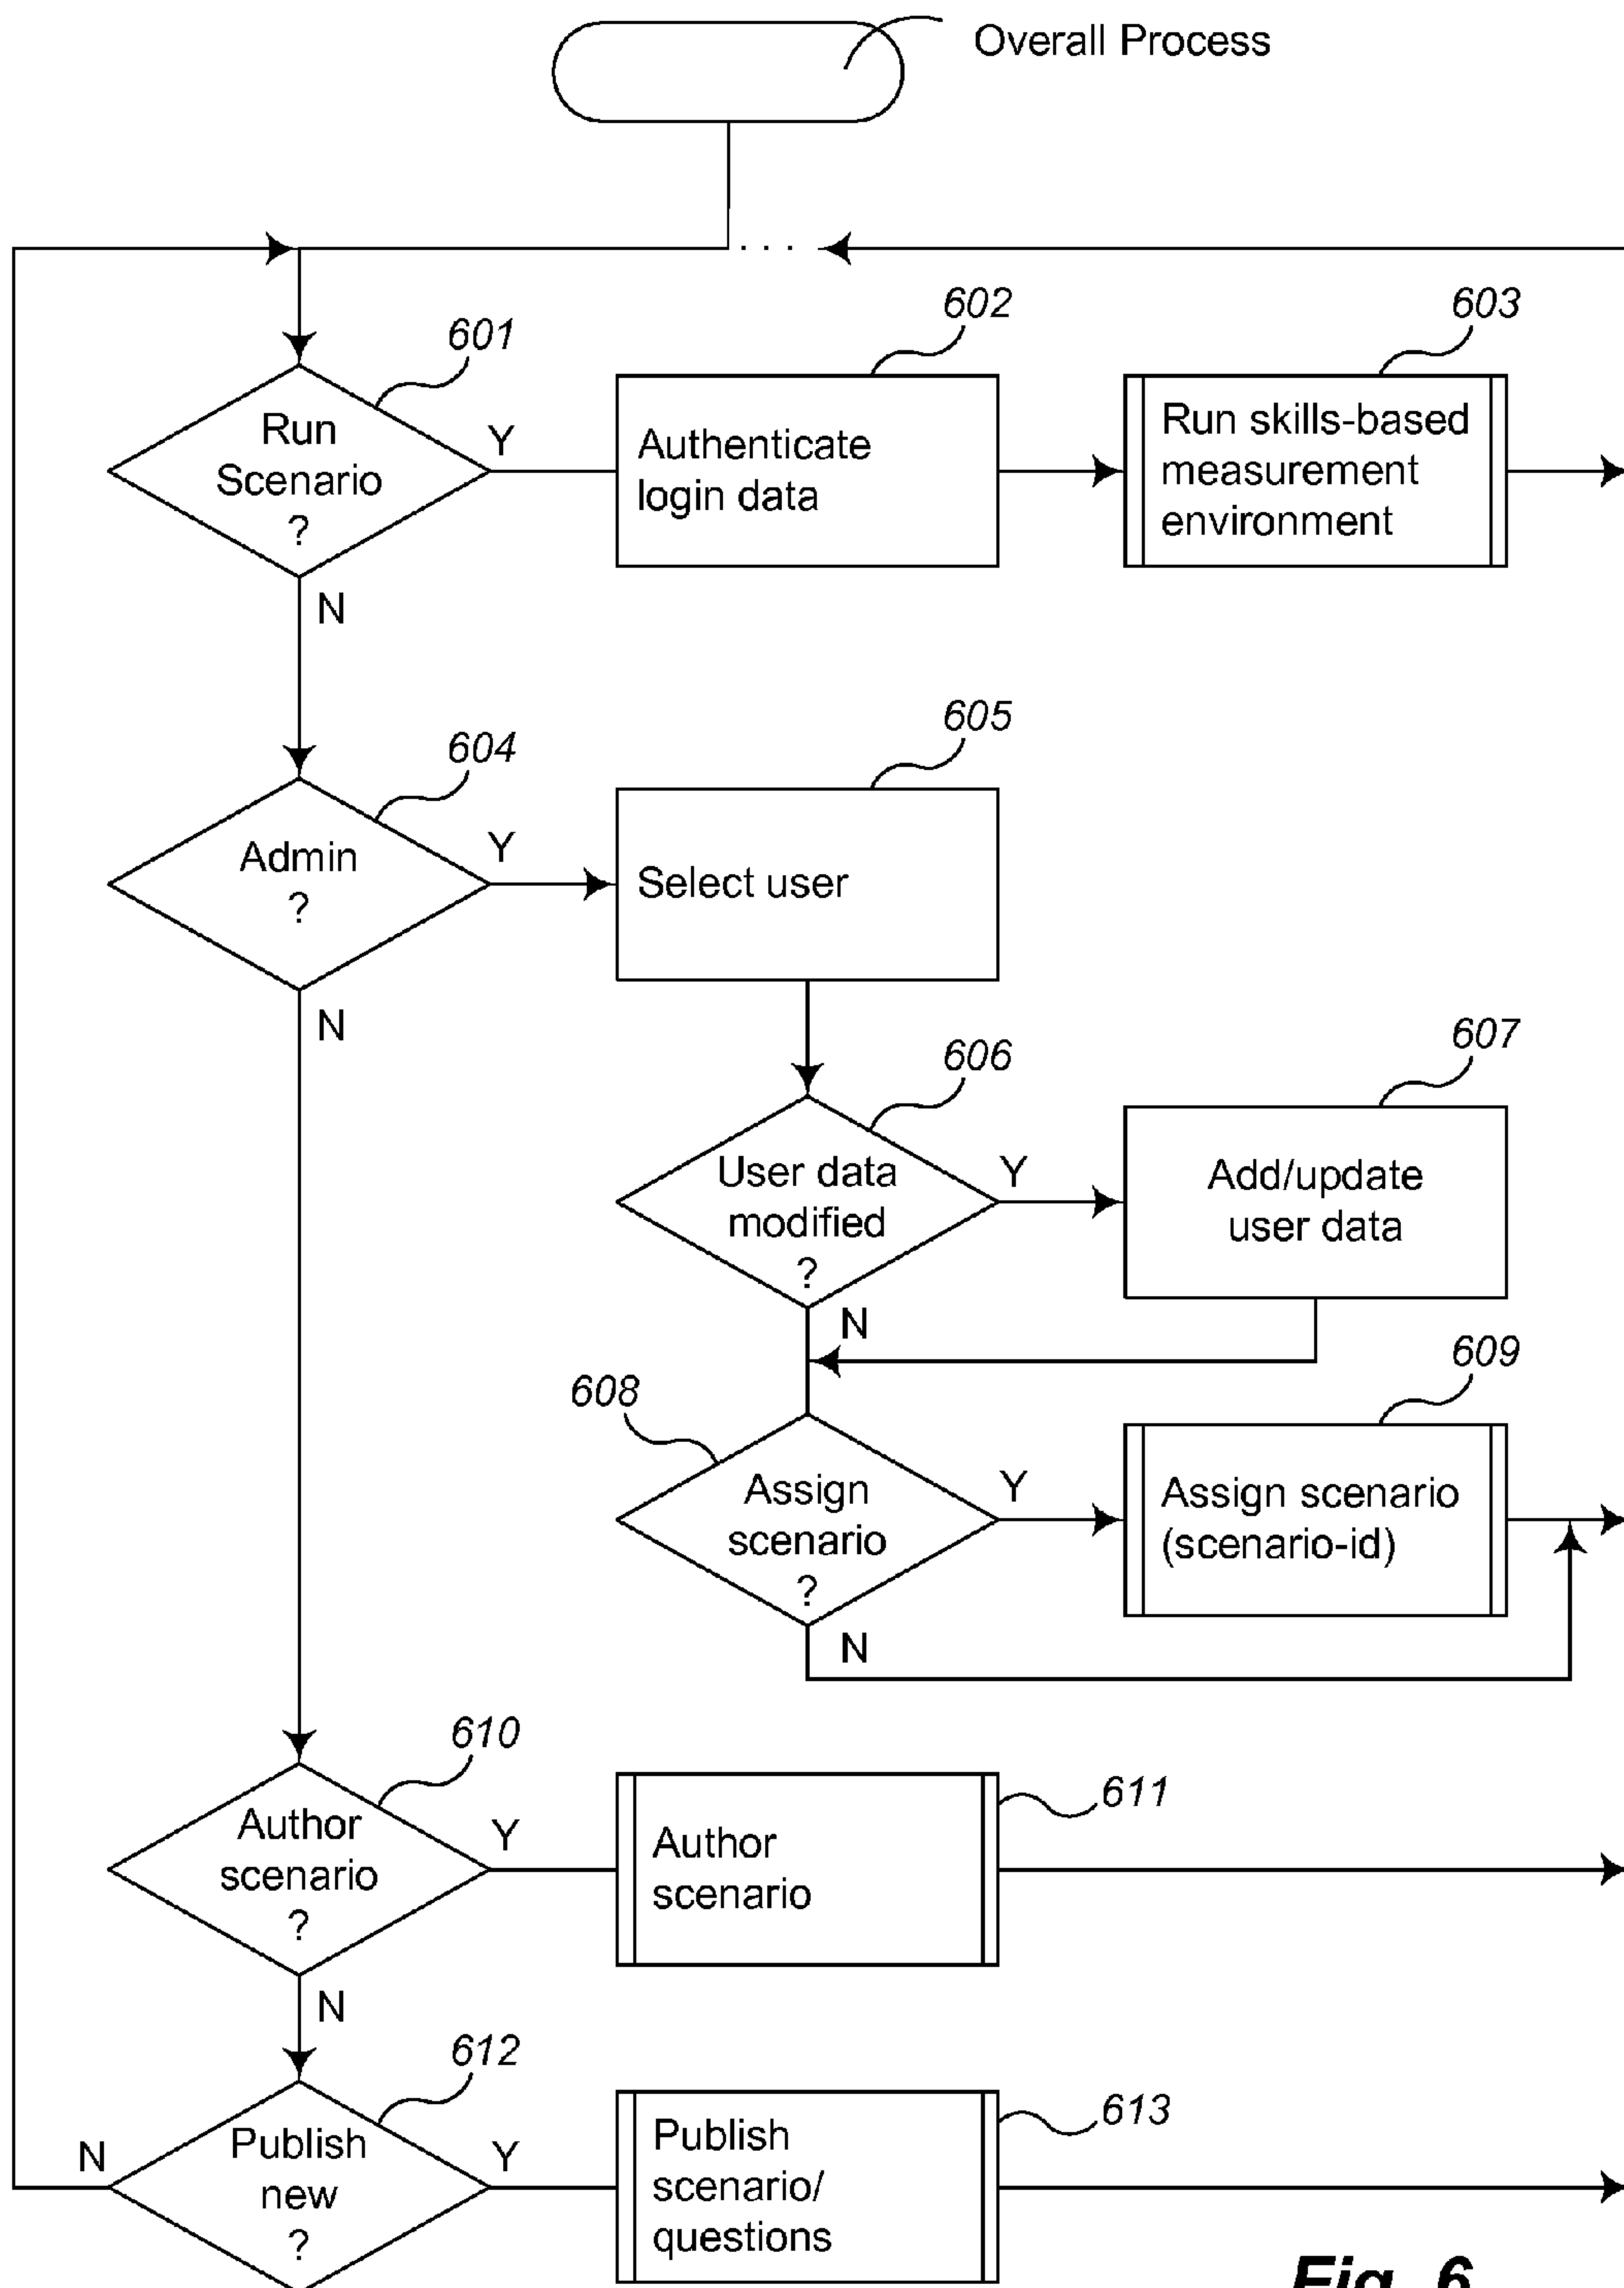 Overall Process
. . .
601
602
603
Run
Scenario
?
Y
N
Authenticate
login data
Run skills-based
measurement
environment
604
605
Admin
?
Y
N
Select user
606
607
User data
modified
?
Y
N
Add/update
user data
608
609
Assign
scenario
?
Y
N
Assign scenario
(scenario-id)
610
611
Author
scenario
?
Y
N
Author
scenario
612
613
Publish
new
?
N
Y
Publish
scenario/
questions
Fig. 6